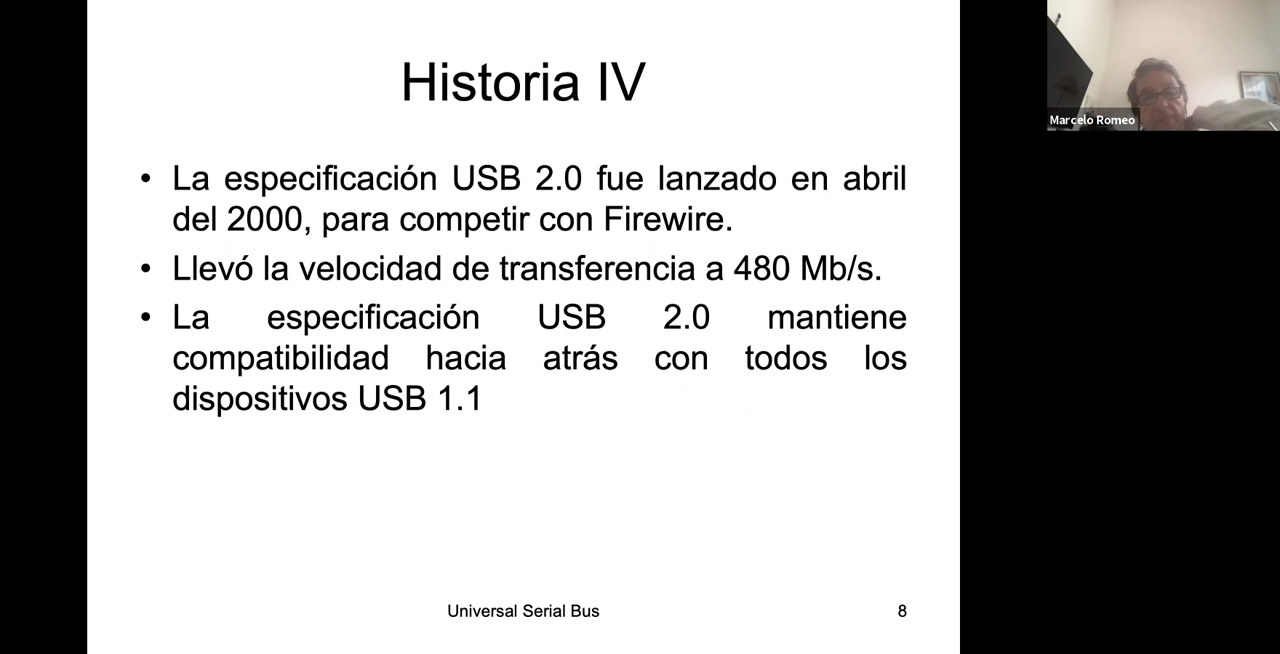 Historia IV
• La especificación USB 2.0 fue lanzado en abril
del 2000, para competir con Firewire.
• Llevó la velocidad de transferencia a 480 Mb/s.
• La especificación USB 2.0 mantiene
compatibilidad hacia atrás con todos los
dispositivos USB 1.1
Universal Serial Bus
8
Marcelo Romeo